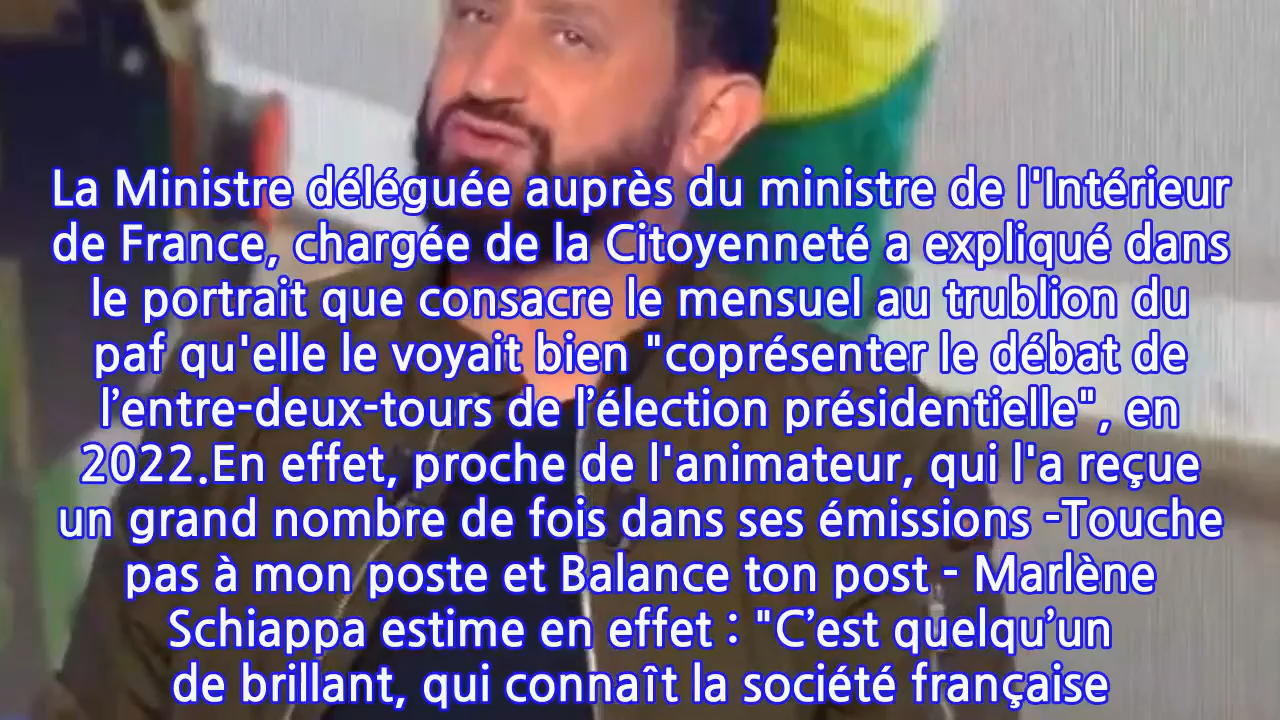 La Ministre déléguée auprès du ministre de l'Intérieur
de France, chargée de la Citoyenneté a expliqué dans
le portrait que consacre le mensuel au trublion du
paf qu'elle le voyait bien "coprésenter le débat de
l’entre-deux-tours de l’élection présidentielle", en
2022.En effet, proche de l'animateur, qui l'a reçue
un grand nombre de fois dans ses émissions -Touche
pas à mon poste et Balance ton post - Marlène
Schiappa estime en effet : "C’est quelqu’un
de brillant, qui connaît la société française